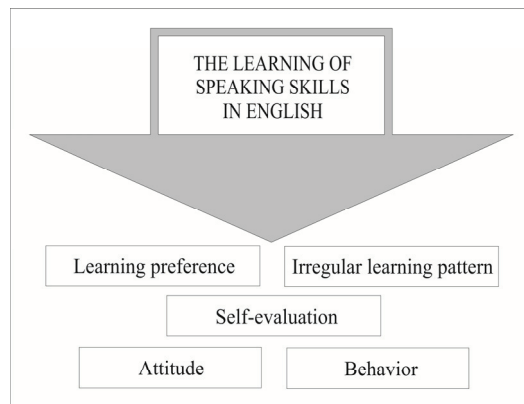 THE LEARNING OF
SPEAKING SKILLS
IN ENGLISH
Learning preference
Irregular learning pattern
Self-evaluation
Attitude
Behavior